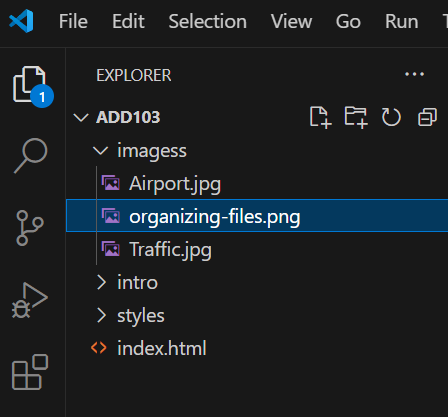 File Edit Selection View Go Run
EXPLORER ...
1
ADD103
imagess
Airport.jpg
organizing-files.png
Traffic.jpg
intro
styles
index.html